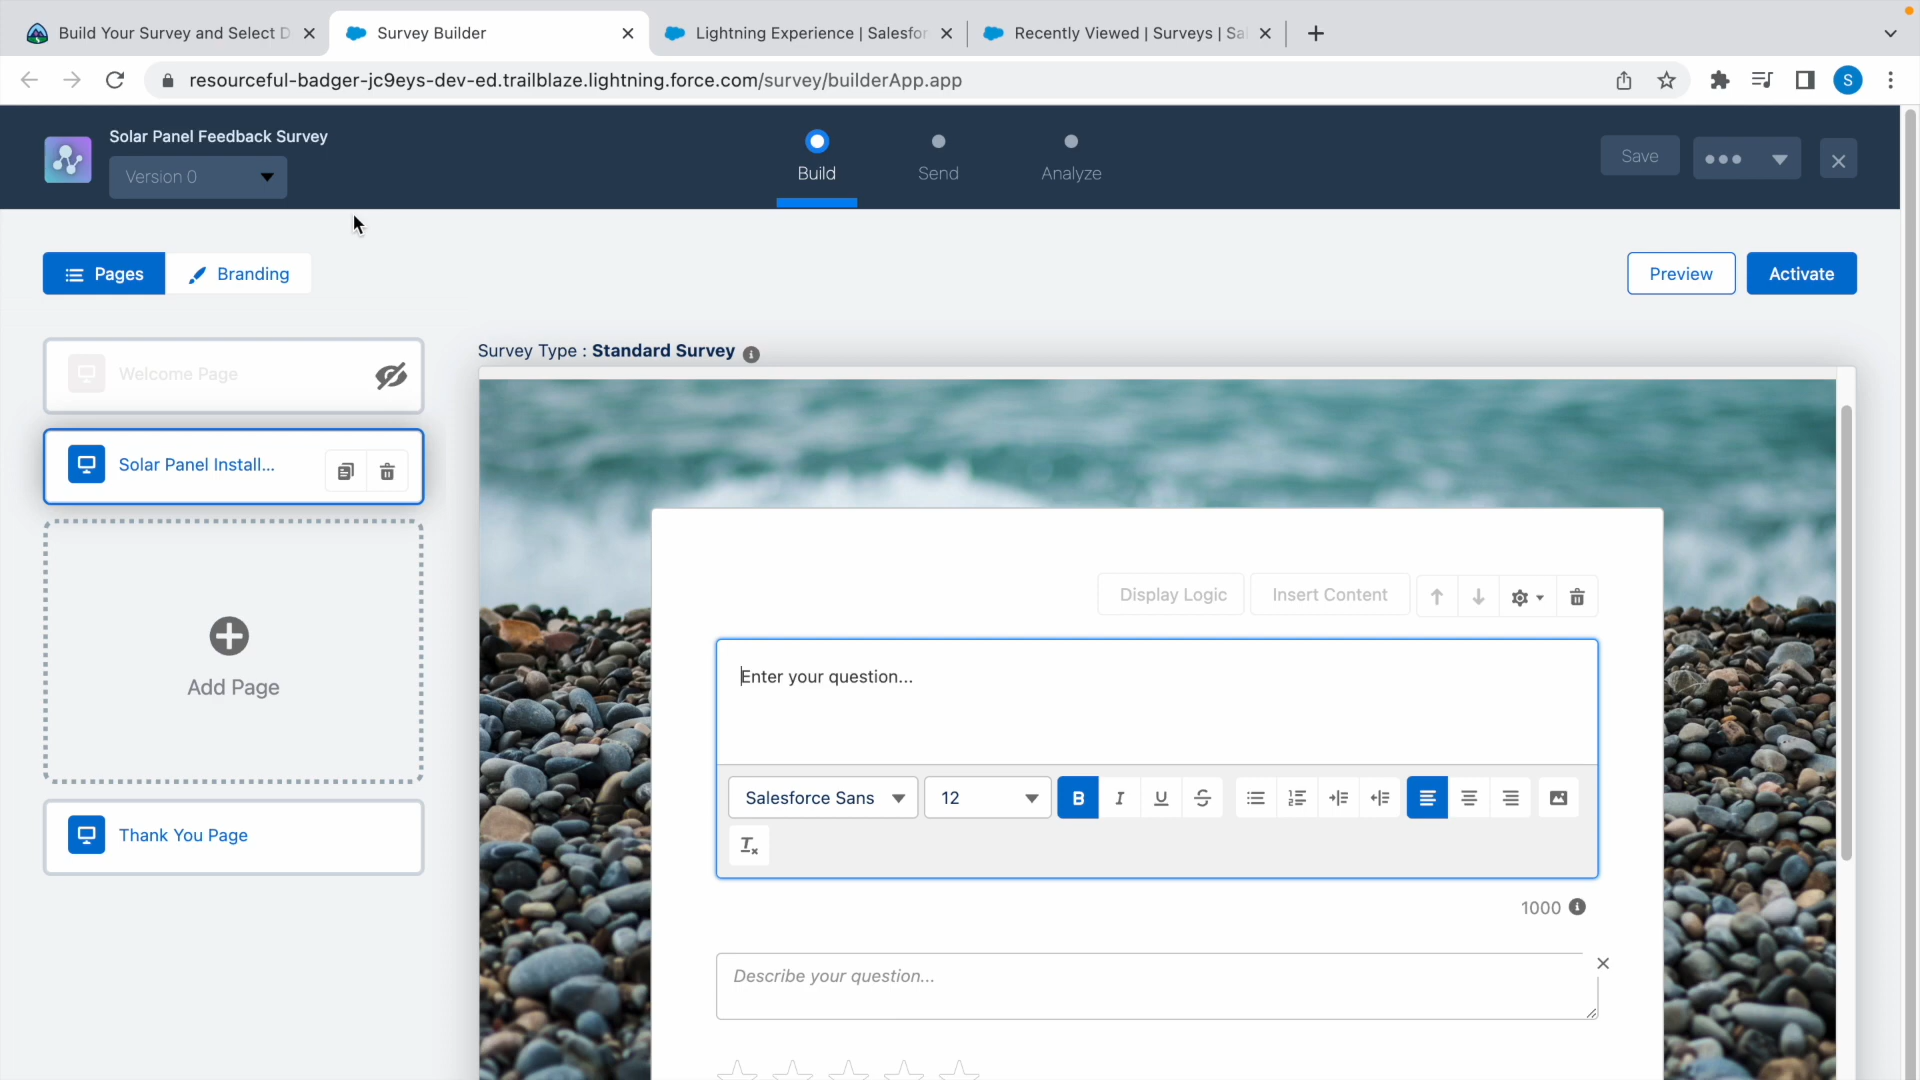 Build Your Survey and Select D
Survey Builder
Lightning Experience | Salesfor
Recently Viewed | Surveys | Sal
resourceful-badger-jc9eys-dev-ed.trailblaze.lightning.force.com/survey/builderApp.app
S
Solar Panel Feedback Survey
Version 0
Build
Send
Analyze
Save
Pages
Branding
Preview
Activate
Survey Type : Standard Survey
Welcome Page
Solar Panel Install...
Add Page
Thank You Page
Display Logic
Insert Content
Enter your question...
Salesforce Sans
12
B
I
U
S
1000
Describe your question...